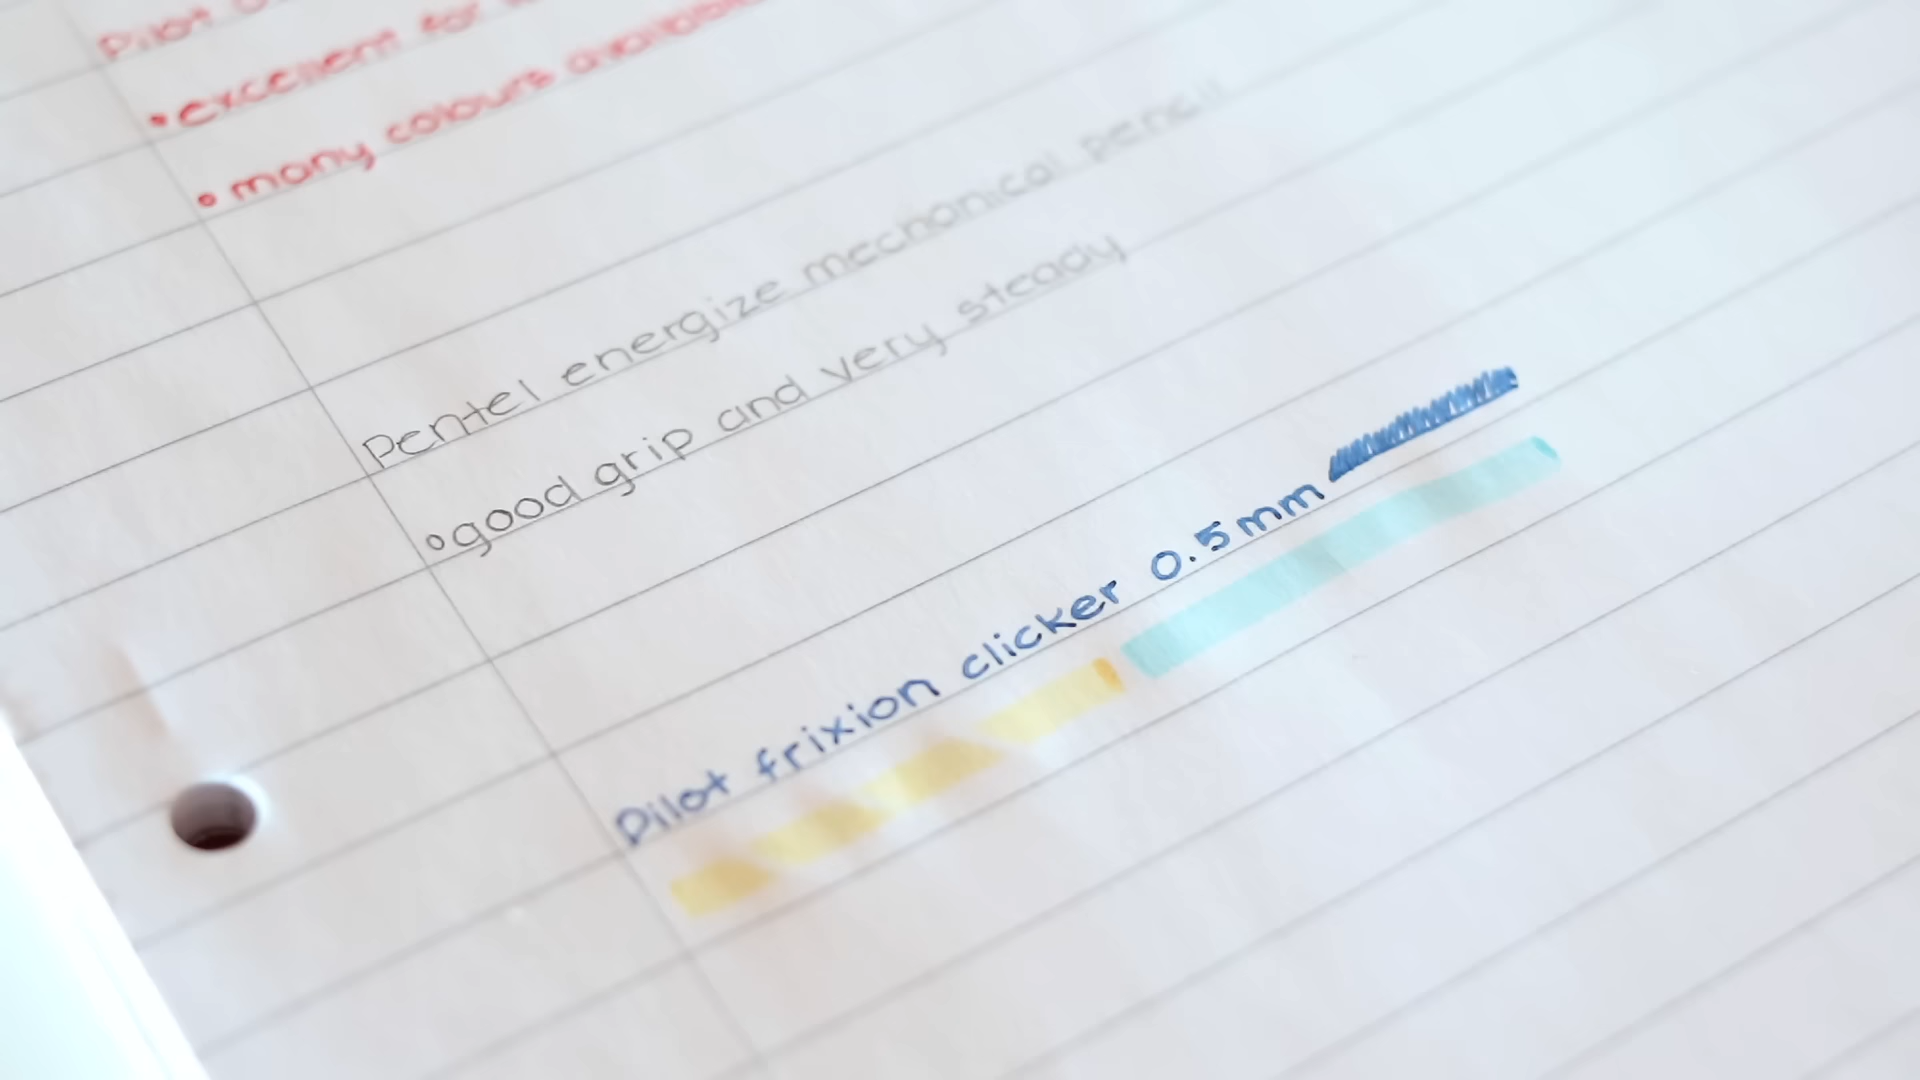 Pilot
•excellent for
• many colours available
Pentel energize mechanical pencil
•good grip and very steady
Pilot frixion clicker 0.5mm